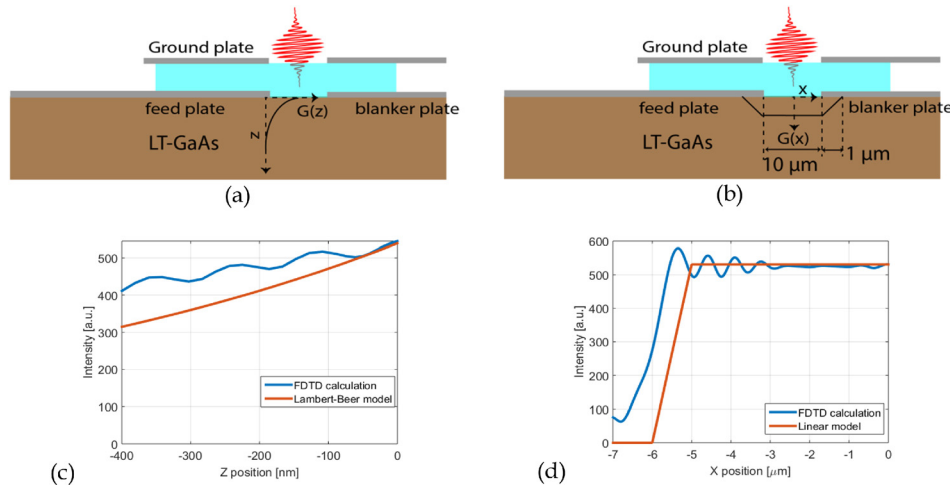 Ground plate
feed plate
G(z)
blanker plate
z
LT-GaAs
(a)
Ground plate
x
feed plate
blanker plate
G(x)
LT-GaAs
10 µm
1 µm
(b)
500
400
300
200
100
0
Intensity [a.u.]
FDTD calculation
Lambert-Beer model
-400
-300
-200
-100
0
Z position [nm]
(c)
600
500
400
300
200
100
0
Intensity [a.u.]
FDTD calculation
Linear model
-7
-6
-5
-4
-3
-2
-1
0
X position [µm]
(d)